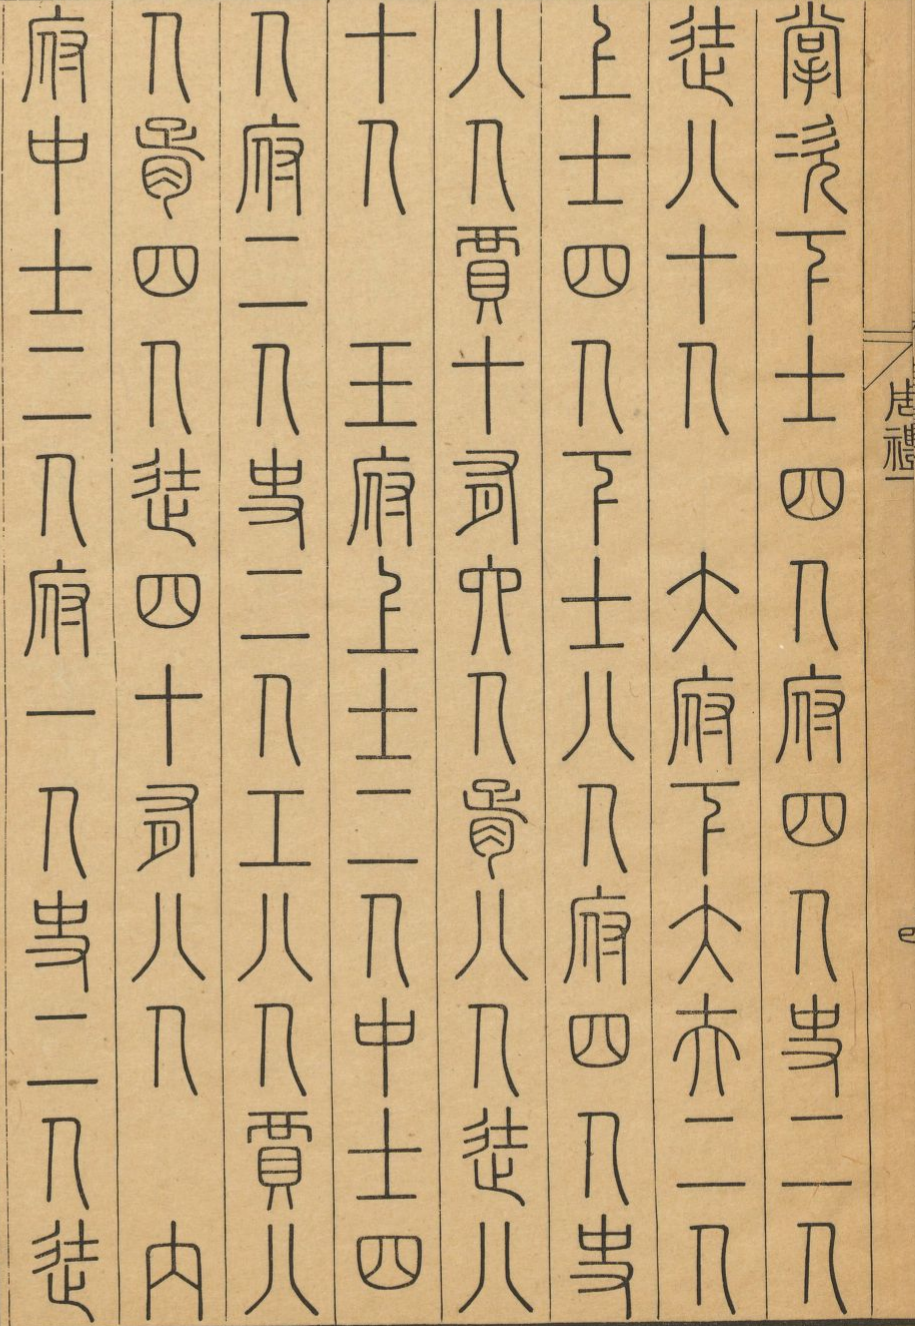 掌次下士四人府四人史二人
徒八十人　大府下大夫二人
上士四人下士八人府四人史
八人賈十有六人胥八人徒八
十人　玉府上士二人中士四
人府二人史二人工八人賈八
人胥四人徒四十有八人　內
府中士二人府一人史二人徒
周禮一